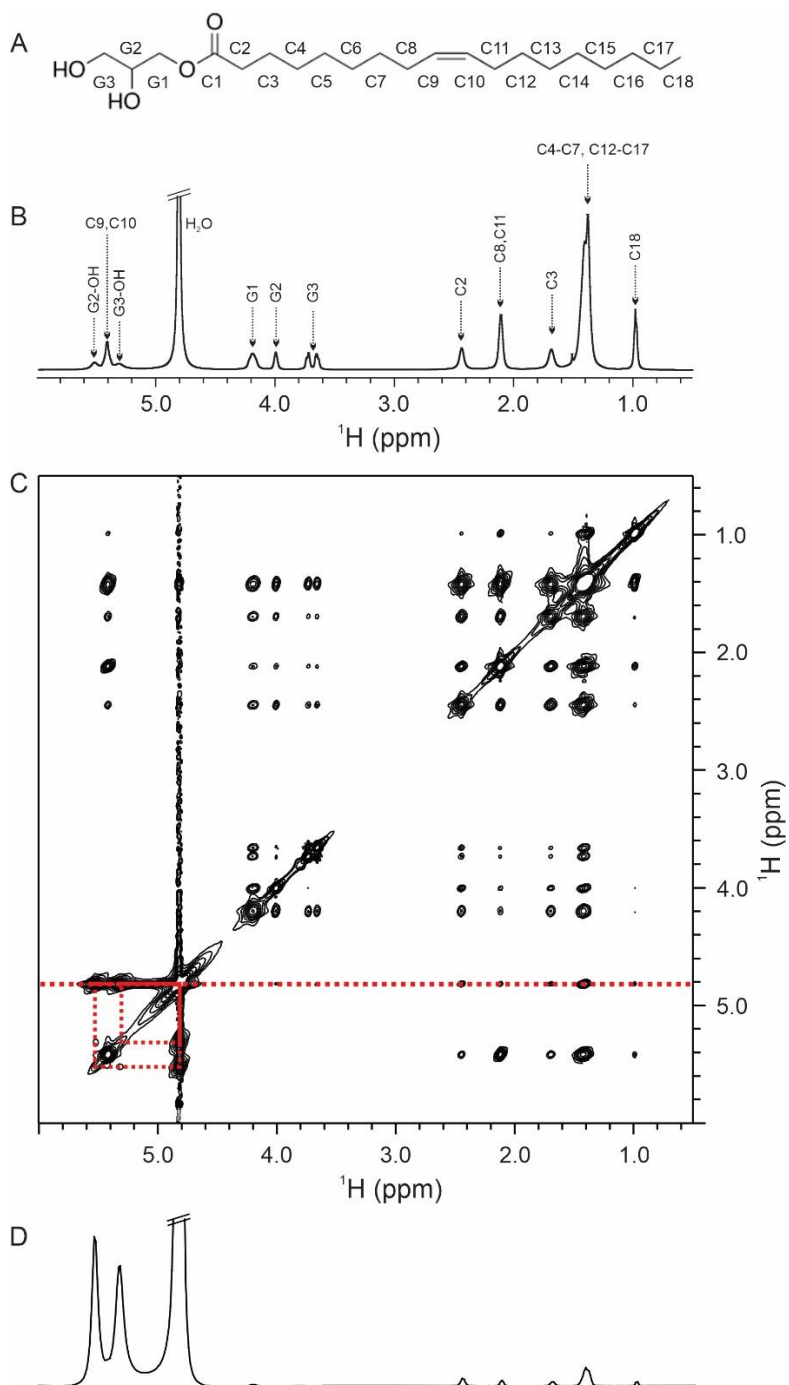 A
O
G2 C2 C4 C6 C8 C11 C13 C15 C17
HO O
G3 G1 C1 C3 C5 C7 C9 C10 C12 C14 C16 C18
OH
C4-C7, C12-C17
B
G2-OH
C9,C10
G3-OH
H₂O
G1
G2
G3
C2
C8,C11
C3
C18
5.0 4.0 3.0 2.0 1.0
¹H (ppm)
C
1.0
2.0
3.0
4.0
5.0
¹H (ppm)
5.0 4.0 3.0 2.0 1.0
¹H (ppm)
D